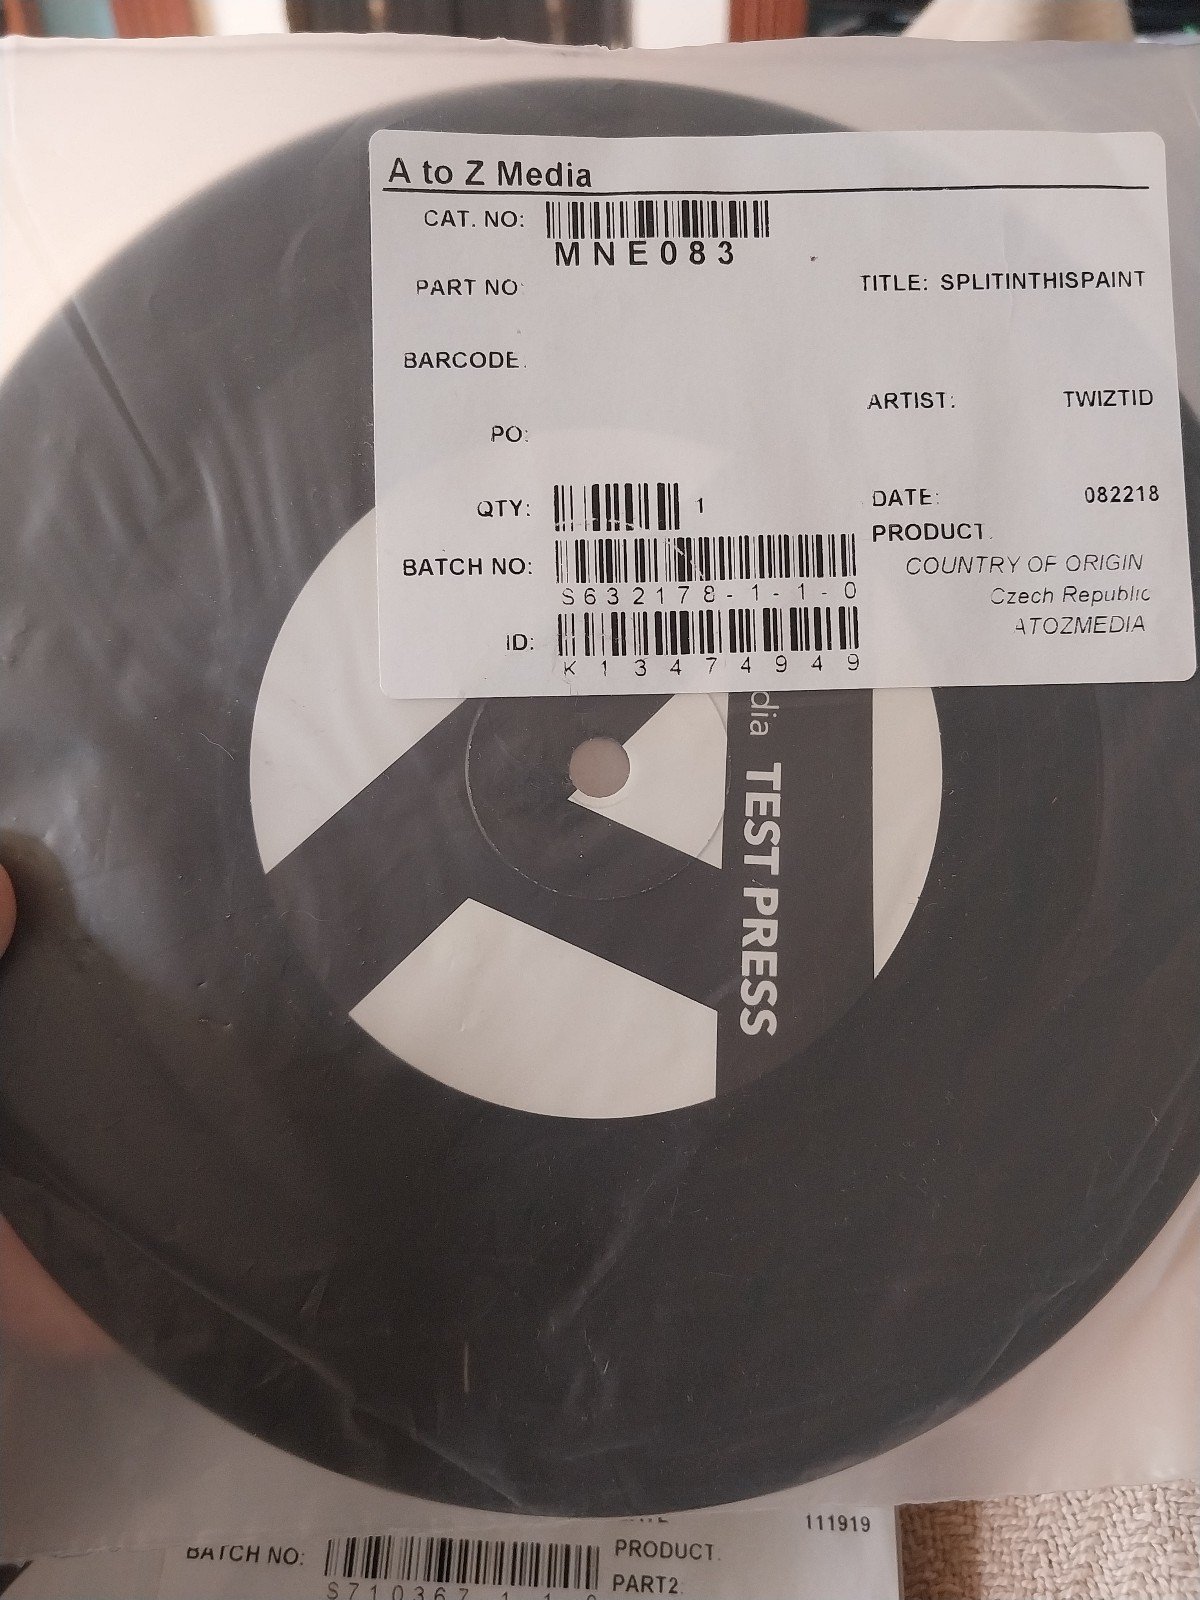 A to Z Media
CAT. NO:
MNE083
PART NO:
TITLE: SPLITINTHISPAINT
BARCODE.
ARTIST: TWIZTID
PO:
QTY: 1
DATE: 082218
PRODUCT.
BATCH NO:
S632178-1-1-0
COUNTRY OF ORIGIN
Czech Republic
ATOZMEDIA
ID:
K13474949
dia TEST PRESS
111919
BATCH NO:
PRODUCT.
S710367
PART2